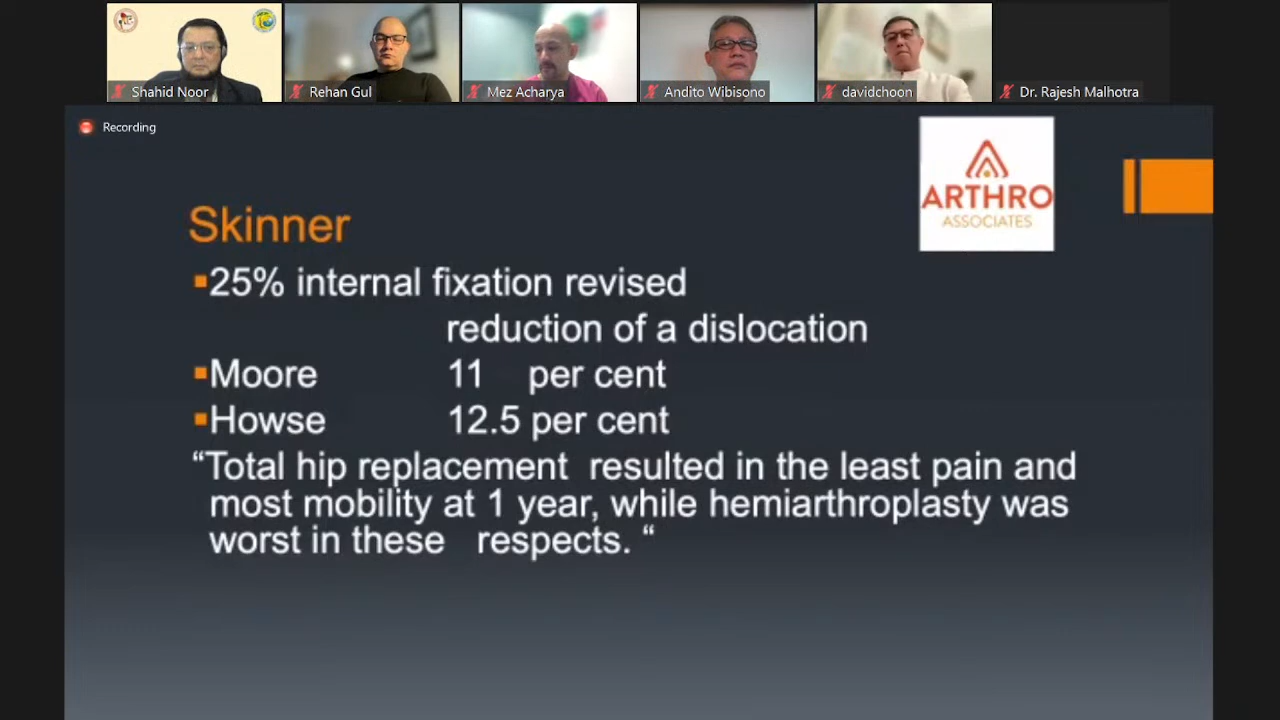 Shahid Noor
Rehan Gul
Mez Acharya
Andito Wibisono
davidchoon
Dr. Rajesh Malhotra
Recording
ARTHRO
ASSOCIATES
Skinner
25% internal fixation revised
reduction of a dislocation
Moore 11 per cent
Howse 12.5 per cent
“Total hip replacement resulted in the least pain and
most mobility at 1 year, while hemiarthroplasty was
worst in these respects. “